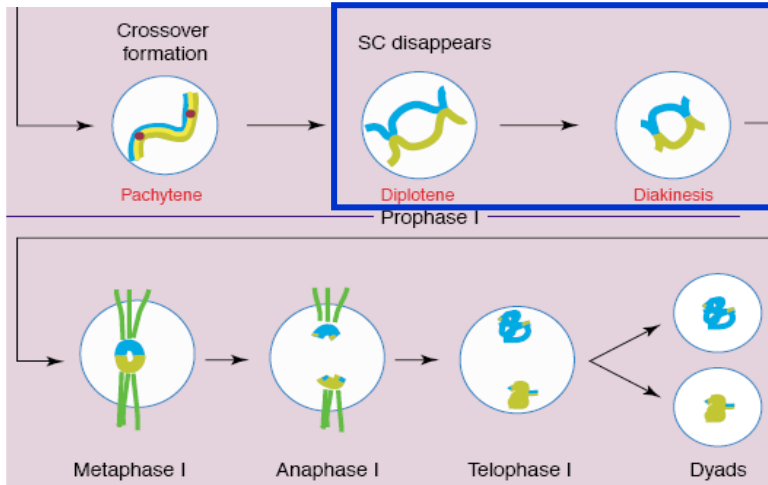 Crossover
formation
SC disappears
Pachytene
Diplotene
Diakinesis
Prophase I
Metaphase I
Anaphase I
Telophase I
Dyads